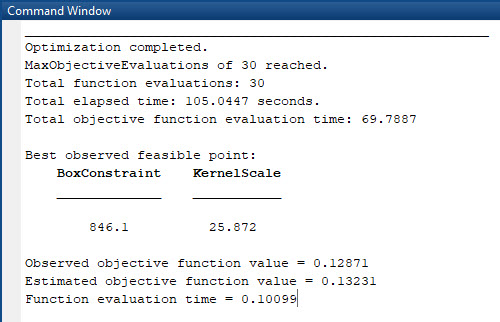 Command Window
Optimization completed.
MaxObjectiveEvaluations of 30 reached.
Total function evaluations: 30
Total elapsed time: 105.0447 seconds.
Total objective function evaluation time: 69.7887
Best observed feasible point:
BoxConstraint KernelScale
846.1 25.872
Observed objective function value = 0.12871
Estimated objective function value = 0.13231
Function evaluation time = 0.10099